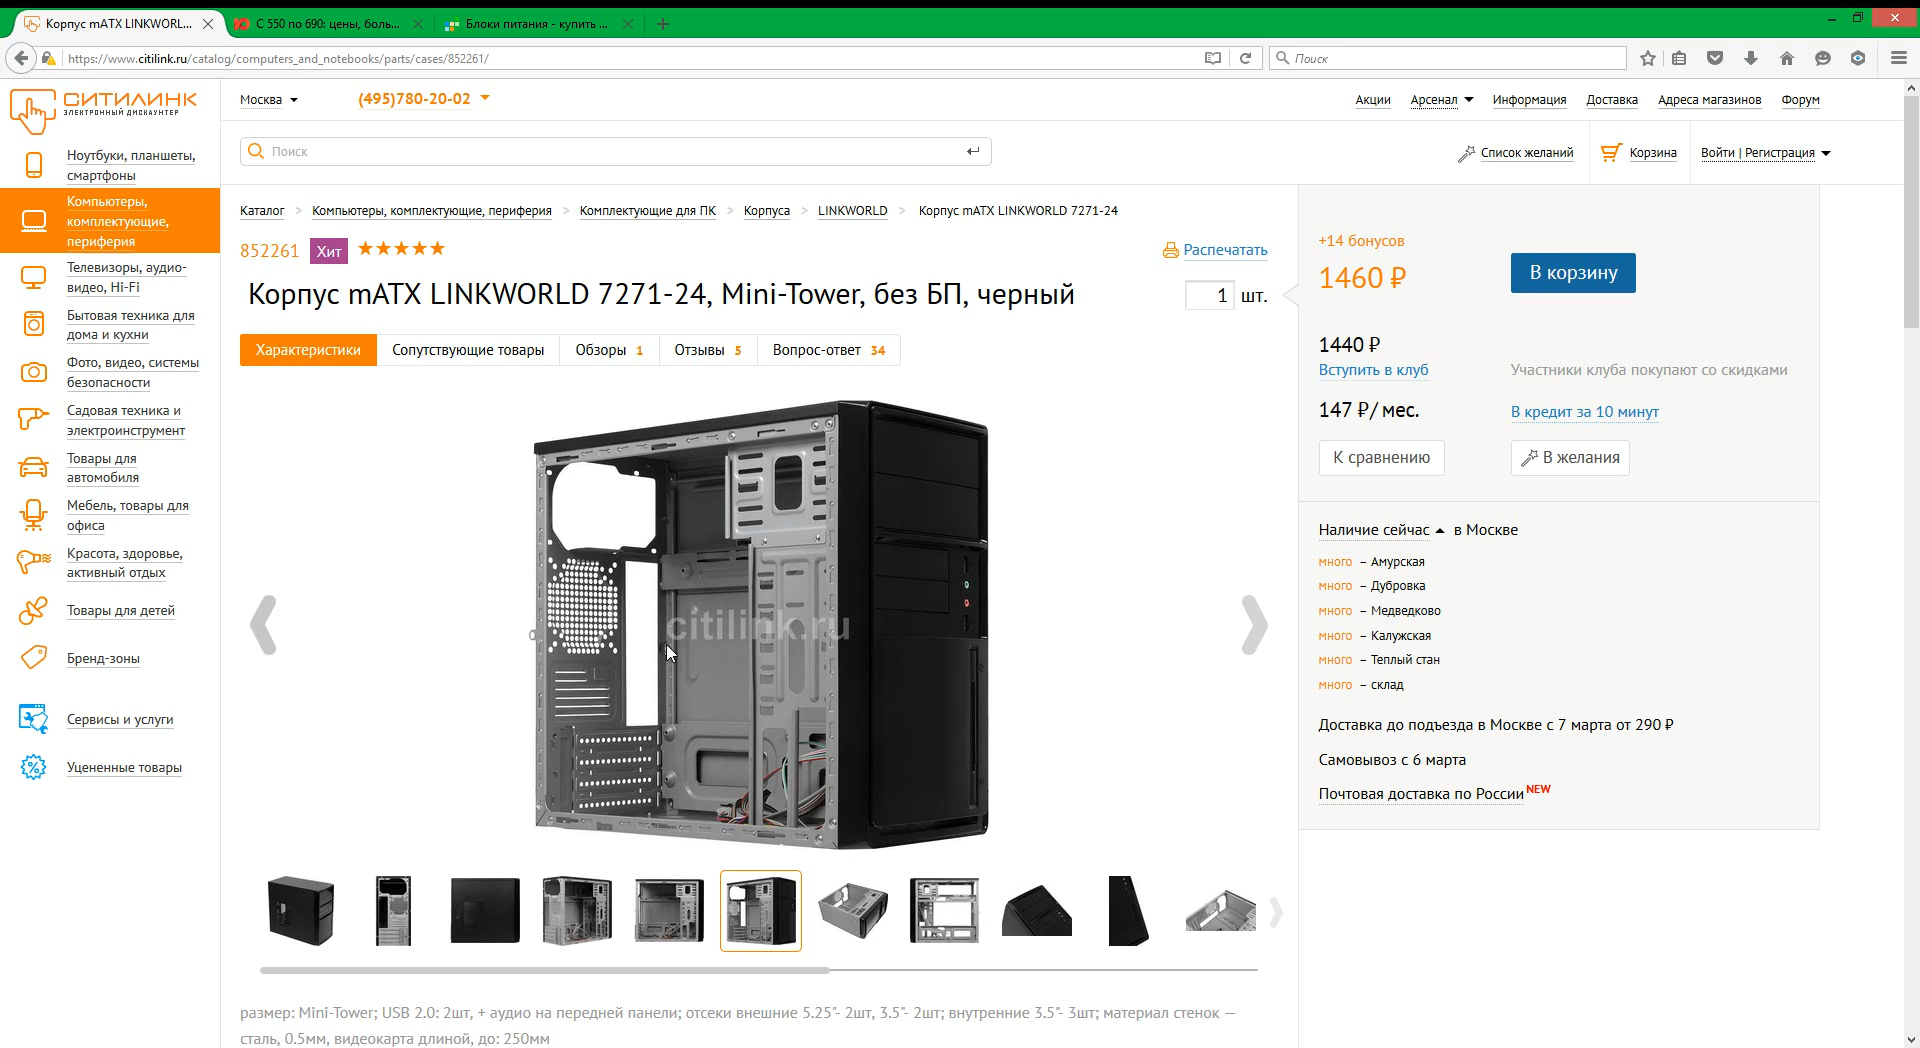 Корпус mATX LINKWORL...
С 550 по 690: цены, боль...
Блоки питания - купить ...
https://www.citilink.ru/catalog/computers_and_notebooks/parts/cases/852261/
Поиск
СИТИЛИНК
ЭЛЕКТРОННЫЙ ДИСКАУНТЕР
Москва
(495)780-20-02
Акции
Арсенал
Информация
Доставка
Адреса магазинов
Форум
Поиск
Список желаний
Корзина
Войти | Регистрация
Ноутбуки, планшеты,
смартфоны
Компьютеры,
комплектующие,
периферия
Телевизоры, аудио-
видео, Hi-Fi
Бытовая техника для
дома и кухни
Фото, видео, системы
безопасности
Садовая техника и
электроинструмент
Товары для
автомобиля
Мебель, товары для
офиса
Красота, здоровье,
активный отдых
Товары для детей
Бренд-зоны
Сервисы и услуги
Уцененные товары
Каталог > Компьютеры, комплектующие, периферия > Комплектующие для ПК > Корпуса > LINKWORLD > Корпус mATX LINKWORLD 7271-24
852261
Хит
Распечатать
Корпус mATX LINKWORLD 7271-24, Mini-Tower, без БП, черный
1 шт.
Характеристики
Сопутствующие товары
Обзоры 1
Отзывы 5
Вопрос-ответ 34
citilink.ru
размер: Mini-Tower; USB 2.0: 2шт, + аудио на передней панели; отсеки внешние 5.25"- 2шт, 3.5"- 2шт; внутренние 3.5"- 3шт; материал стенок —
сталь, 0.5мм, видеокарта длиной, до: 250мм
+14 бонусов
1460 ₽
В корзину
1440 ₽
Вступить в клуб
Участники клуба покупают со скидками
147 ₽/ мес.
В кредит за 10 минут
К сравнению
В желания
Наличие сейчас в Москве
много – Амурская
много – Дубровка
много – Медведково
много – Калужская
много – Теплый стан
много – склад
Доставка до подъезда в Москве с 7 марта от 290 ₽
Самовывоз с 6 марта
Почтовая доставка по России NEW